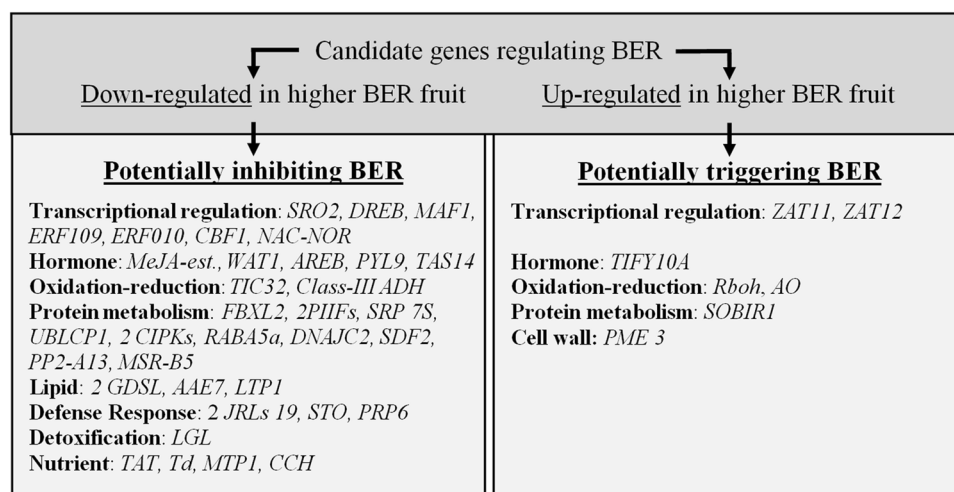 Candidate genes regulating BER
Down-regulated in higher BER fruit
Up-regulated in higher BER fruit
Potentially inhibiting BER
Transcriptional regulation: SRO2, DREB, MAF1,
ERF109, ERF010, CBF1, NAC-NOR
Hormone: MeJA-est., WAT1, AREB, PYL9, TAS14
Oxidation-reduction: TIC32, Class-III ADH
Protein metabolism: FBXL2, 2PIIFs, SRP 7S,
UBLCP1, 2 CIPKs, RABA5a, DNAJC2, SDF2,
PP2-A13, MSR-B5
Lipid: 2 GDSL, AAE7, LTP1
Defense Response: 2 JRLs 19, STO, PRP6
Detoxification: LGL
Nutrient: TAT, Td, MTP1, CCH
Potentially triggering BER
Transcriptional regulation: ZAT11, ZAT12
Hormone: TIFY10A
Oxidation-reduction: Rboh, AO
Protein metabolism: SOBIR1
Cell wall: PME 3